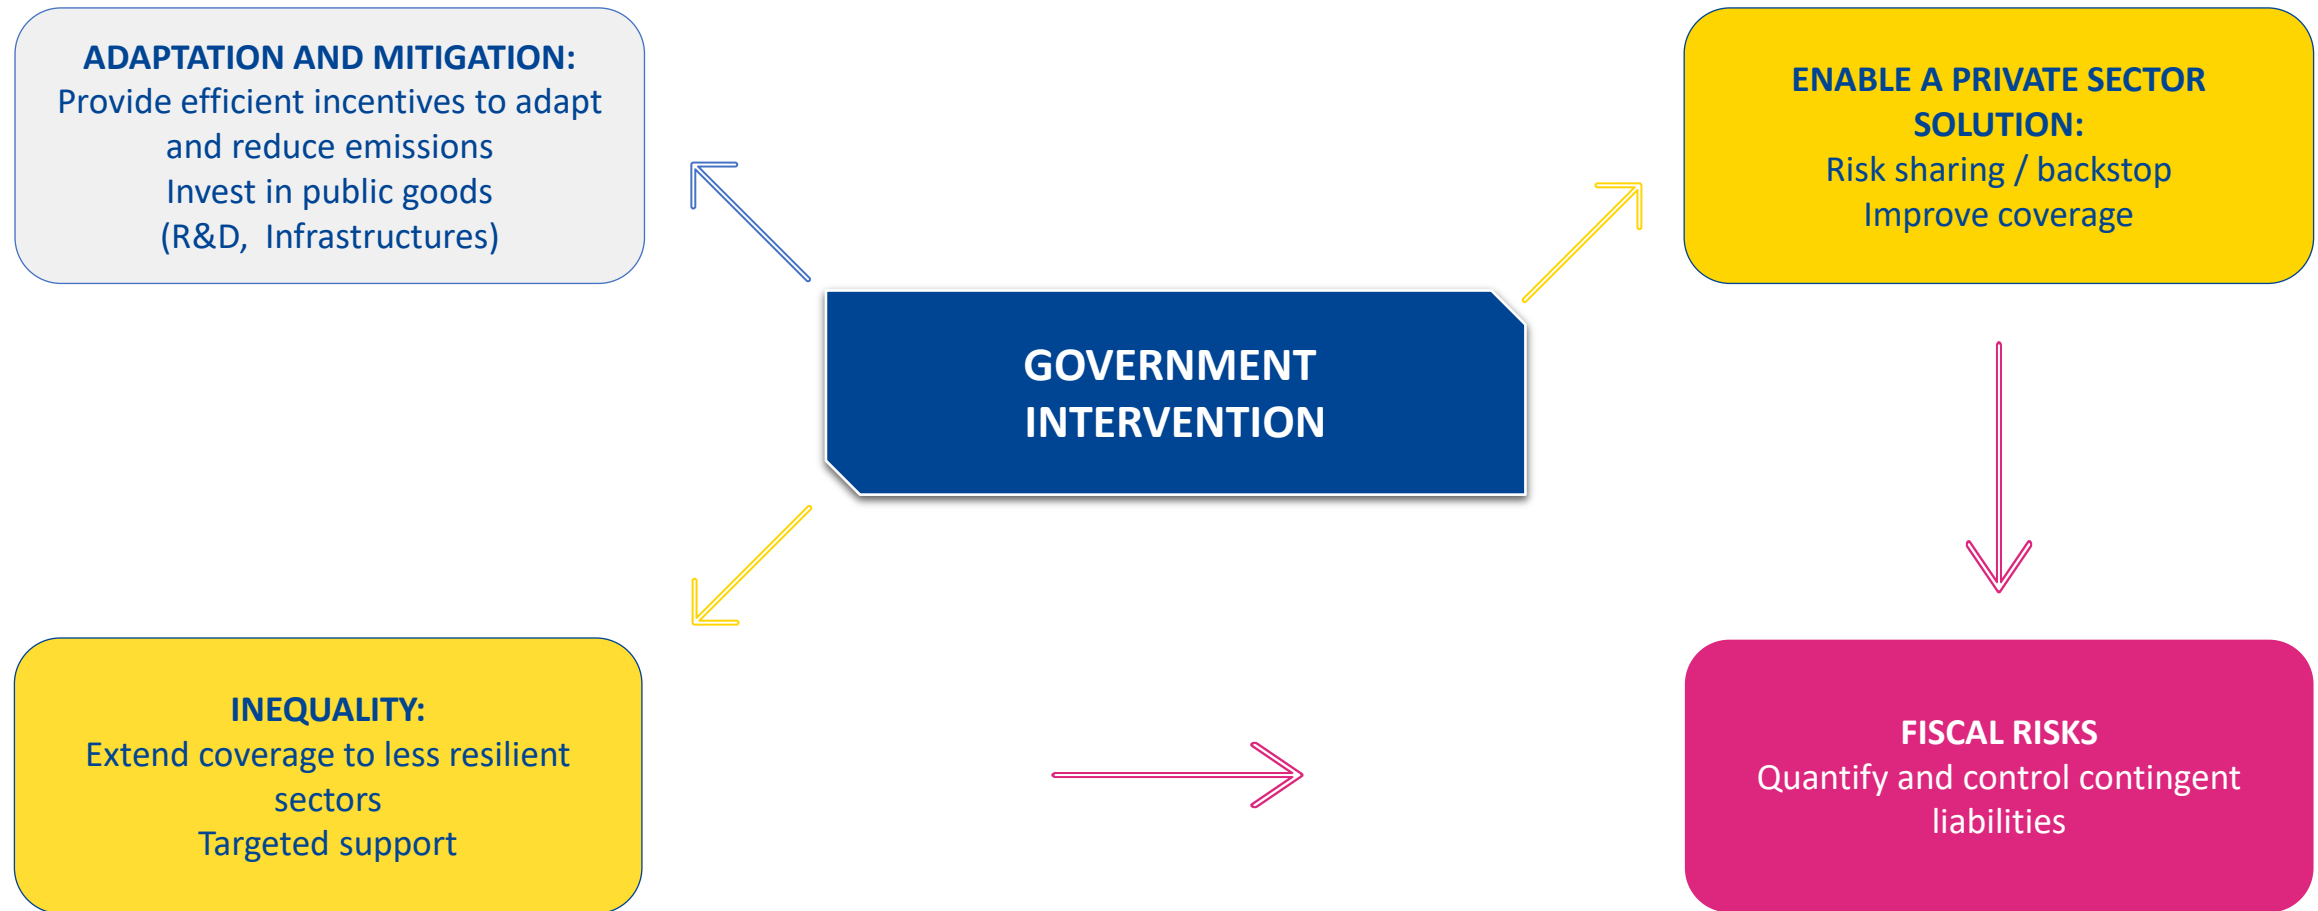 ADAPTATION AND MITIGATION:
Provide efficient incentives to adapt
and reduce emissions
Invest in public goods
(R&D, Infrastructures)
ENABLE A PRIVATE SECTOR
SOLUTION:
Risk sharing / backstop
Improve coverage
GOVERNMENT
INTERVENTION
INEQUALITY:
Extend coverage to less resilient
sectors
Targeted support
FISCAL RISKS
Quantify and control contingent
liabilities